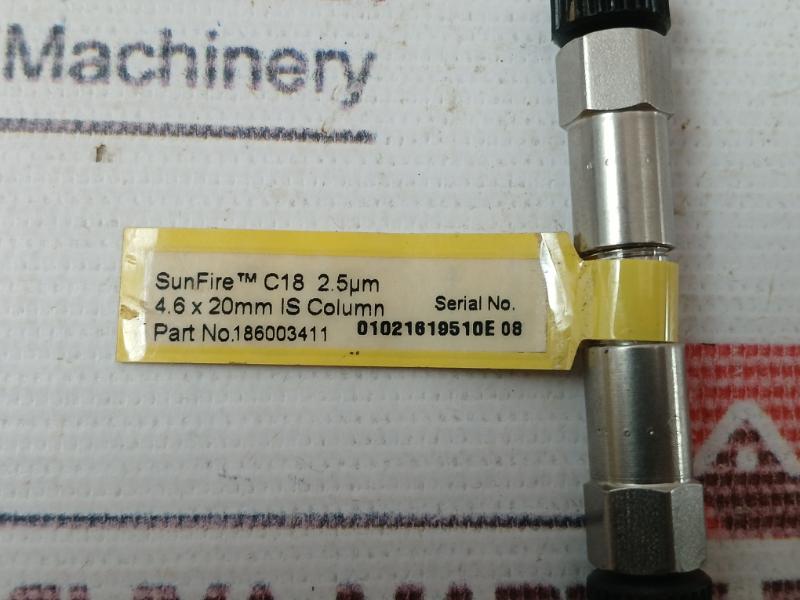 Machinery
SunFire™ C18 2.5µm
4.6 x 20mm IS Column
Serial No.
Part No.186003411
01021619510E 08